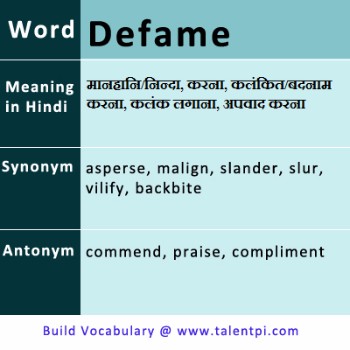 Word Defame
Meaning in Hindi मानहानि/निन्दा, करना, कलंकित/बदनाम
करना, कलंक लगाना, अपवाद करना
Synonym asperse, malign, slander, slur,
vilify, backbite
Antonym commend, praise, compliment
Build Vocabulary @ www.talentpi.com